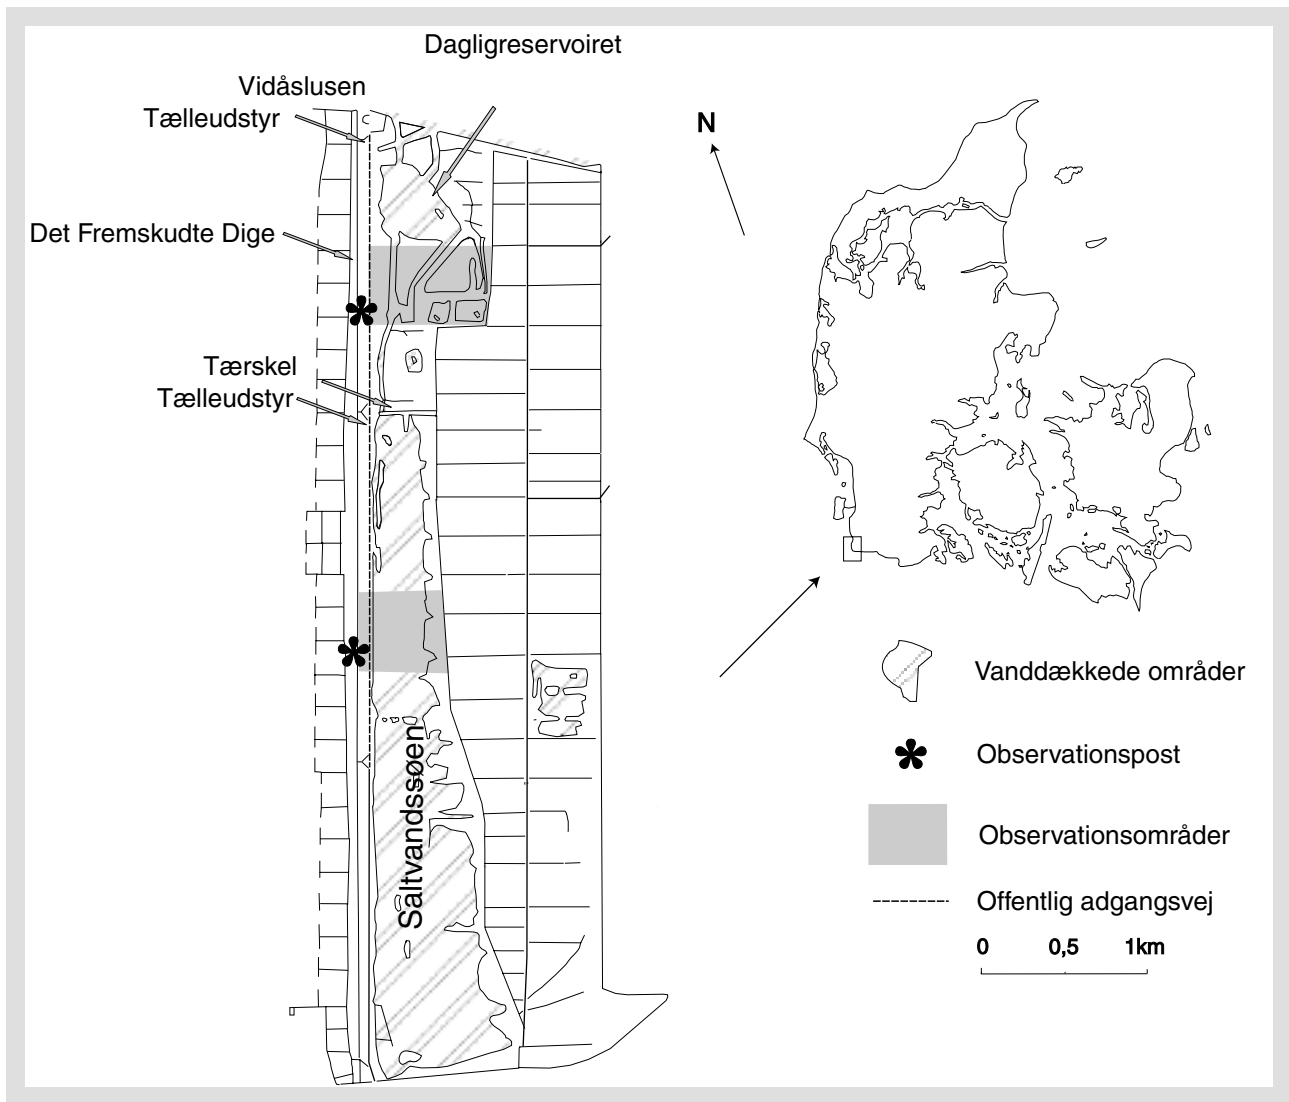 Dagligreservoiret
Vidåslusen
Tælleudstyr
N
Det Fremskudte Dige
Tærskel
Tælleudstyr
Saltvandssøen
Vanddækkede områder
Observationspost
Observationsområder
Offentlig adgangsvej
0 0,5 1km